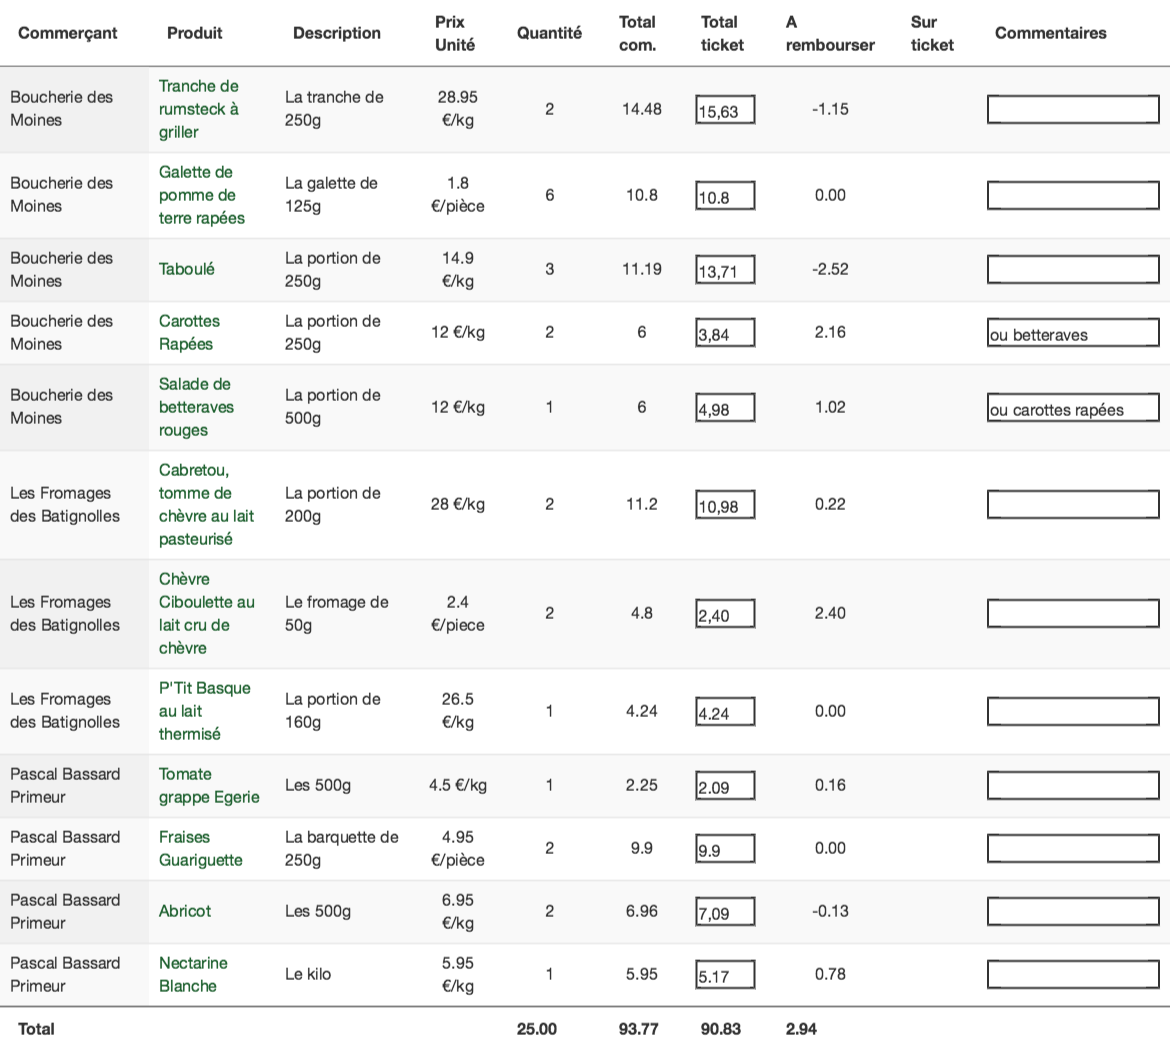 Commerçant Produit Description Prix Unité Quantité Total com. Total ticket A rembourser Sur ticket Commentaires
Boucherie des Moines Tranche de rumsteck à griller La tranche de 250g 28.95 €/kg 2 14.48 15,63 -1.15
Boucherie des Moines Galette de pomme de terre rapées La galette de 125g 1.8 €/pièce 6 10.8 10.8 0.00
Boucherie des Moines Taboulé La portion de 250g 14.9 €/kg 3 11.19 13,71 -2.52
Boucherie des Moines Carottes Rapées La portion de 250g 12 €/kg 2 6 3,84 2.16 ou betteraves
Boucherie des Moines Salade de betteraves rouges La portion de 500g 12 €/kg 1 6 4,98 1.02 ou carottes rapées
Les Fromages des Batignolles Cabretou, tomme de chèvre au lait pasteurisé La portion de 200g 28 €/kg 2 11.2 10,98 0.22
Les Fromages des Batignolles Chèvre Ciboulette au lait cru de chèvre Le fromage de 50g 2.4 €/piece 2 4.8 2,40 2.40
Les Fromages des Batignolles P'Tit Basque au lait thermisé La portion de 160g 26.5 €/kg 1 4.24 4.24 0.00
Pascal Bassard Primeur Tomate grappe Egerie Les 500g 4.5 €/kg 1 2.25 2.09 0.16
Pascal Bassard Primeur Fraises Guariguette La barquette de 250g 4.95 €/pièce 2 9.9 9.9 0.00
Pascal Bassard Primeur Abricot Les 500g 6.95 €/kg 2 6.96 7,09 -0.13
Pascal Bassard Primeur Nectarine Blanche Le kilo 5.95 €/kg 1 5.95 5.17 0.78
Total 25.00 93.77 90.83 2.94